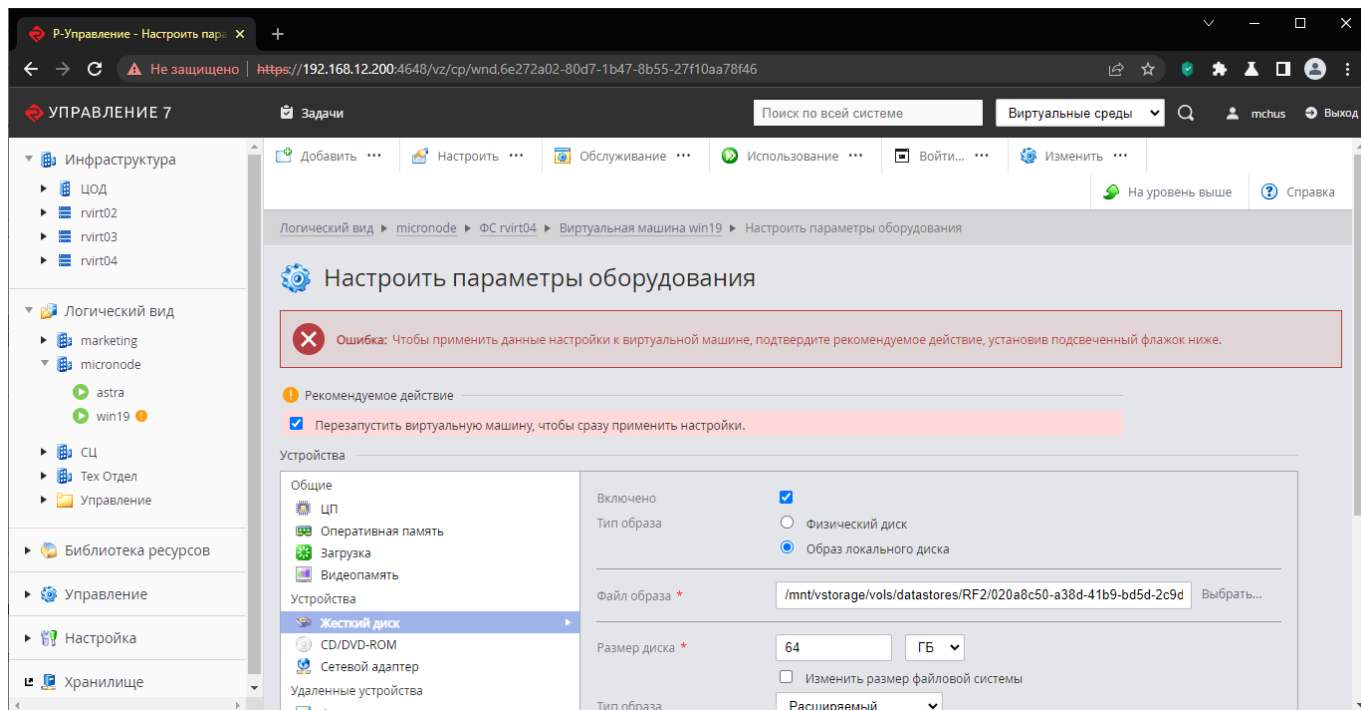 Р-Управление - Настроить пара
Не защищено https://192.168.12.200:4648/vz/cp/wnd,6e272a02-80d7-1b47-8b55-27f10aa78f46
УПРАВЛЕНИЕ 7 Задачи Поиск по всей системе Виртуальные среды mchus Выход
Инфраструктура
ЦОД
rvirt02
rvirt03
rvirt04
Логический вид
marketing
micronode
astra
win19
СЦ
Тех Отдел
Управление
Библиотека ресурсов
Управление
Настройка
Хранилище
Добавить ••• Настроить ••• Обслуживание ••• Использование ••• Войти... ••• Изменить •••
На уровень выше Справка
Логический вид micronode ФС rvirt04 Виртуальная машина win19 Настроить параметры оборудования
Настроить параметры оборудования
Ошибка: Чтобы применить данные настройки к виртуальной машине, подтвердите рекомендуемое действие, установив подсвеченный флажок ниже.
Рекомендуемое действие
Перезапустить виртуальную машину, чтобы сразу применить настройки.
Устройства
Общие
ЦП
Оперативная память
Загрузка
Видеопамять
Устройства
Жесткий диск
CD/DVD-ROM
Сетевой адаптер
Удаленные устройства
Включено
Тип образа Физический диск
Образ локального диска
Файл образа * /mnt/vstorage/vols/datastores/RF2/020a8c50-a38d-41b9-bd5d-2c9d Выбрать...
Размер диска * 64 ГБ
Изменить размер файловой системы
Тип образа Расширяемый